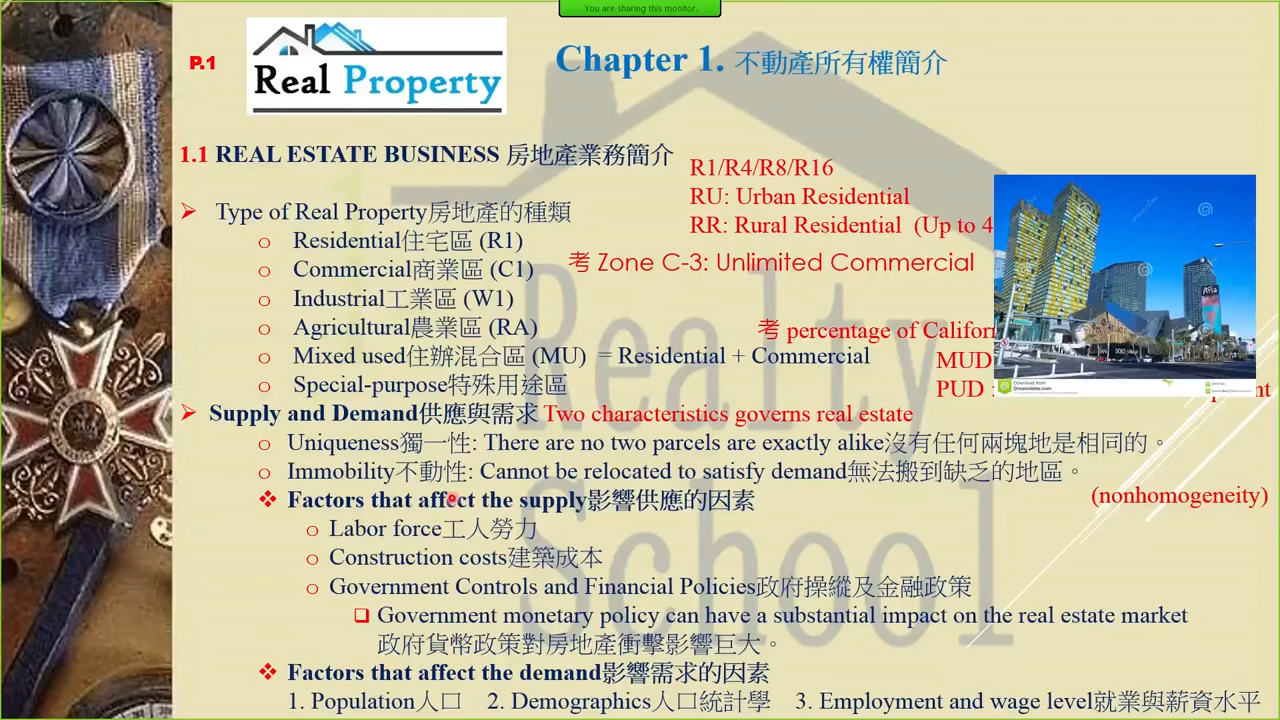 You are sharing this monitor.
P.1
Real Property
Chapter 1. 不動產所有權簡介
1.1 REAL ESTATE BUSINESS 房地產業務簡介
R1/R4/R8/R16
RU: Urban Residential
RR: Rural Residential (Up to 4
Type of Real Property房地產的種類
Residential住宅區 (R1)
Commercial商業區 (C1)
考 Zone C-3: Unlimited Commercial
Industrial工業區 (W1)
Agricultural農業區 (RA)
考 percentage of Califor
Mixed used住辦混合區 (MU) = Residential + Commercial
MUD
Special-purpose特殊用途區
PUD :
Supply and Demand供應與需求 Two characteristics governs real estate
Uniqueness獨一性: There are no two parcels are exactly alike沒有任何兩塊地是相同的。
Immobility不動性: Cannot be relocated to satisfy demand無法搬到缺乏的地區。
(nonhomogeneity)
Factors that affect the supply影響供應的因素
Labor force工人勞力
Construction costs建築成本
Government Controls and Financial Policies政府操縱及金融政策
Government monetary policy can have a substantial impact on the real estate market
政府貨幣政策對房地產衝擊影響巨大。
Factors that affect the demand影響需求的因素
1. Population人口 2. Demographics人口統計學 3. Employment and wage level就業與薪資水平
Realty
School